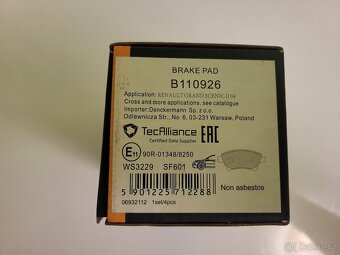 BRAKE PAD
B110926
Application: RENAULT GRAND SCENIC II 04
Cross and more applications, see catalogue
Importer: Denckermann Sp. z o.o.
Odlewnicza Str., No 6, 03-231 Warsaw, Poland
TecAlliance
Certified Data Supplier
EAC
E11 90R-01348/8250
WS3229 SF601
5 901225 712288
Non asbestos
06932112 1set/4pcs